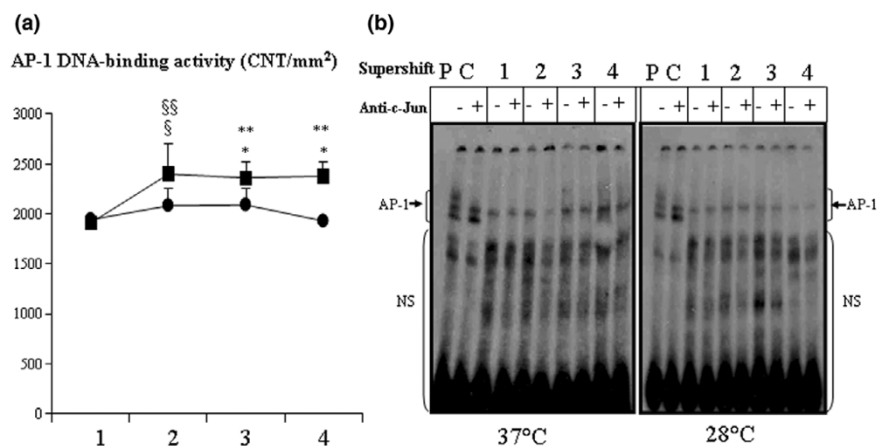 (a)
AP-1 DNA-binding activity (CNT/mm²)
3000
2500
2000
1500
1000
500
0
§§
§
**
*
**
*
1 2 3 4
(b)
Supershift P C 1 2 3 4 P C 1 2 3 4
Anti-c-Jun - + - + - + - + - + - + - + - + - + - +
AP-1
AP-1
NS
NS
37°C
28°C